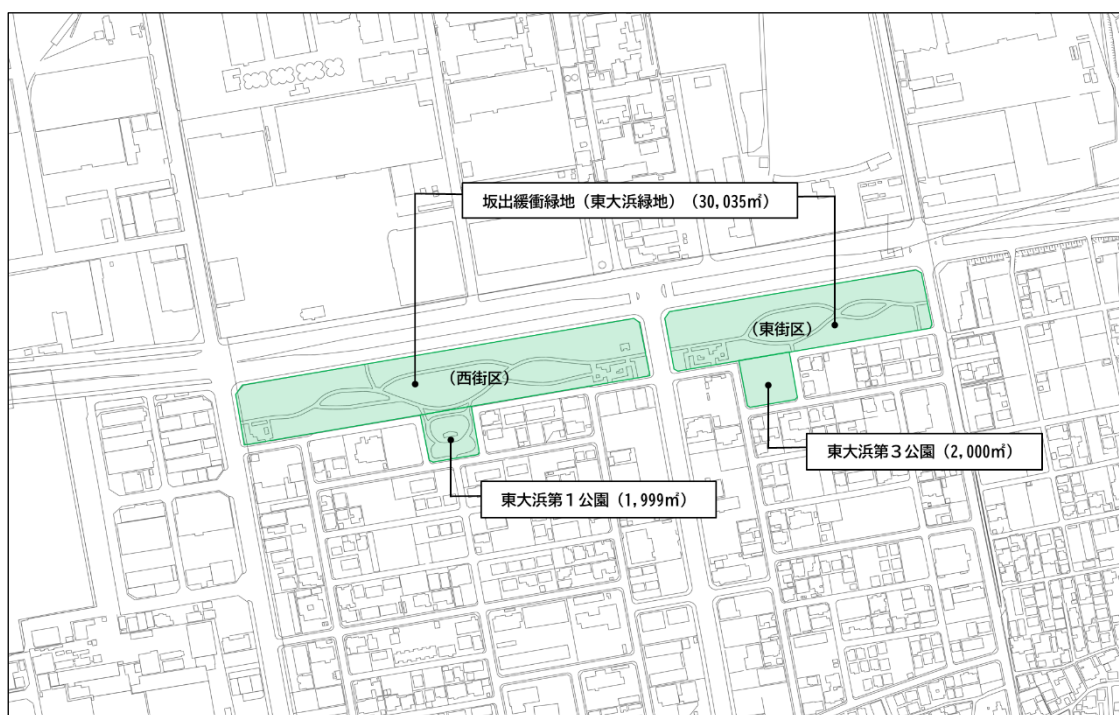 坂出緩衝緑地（東大浜緑地）（30,035㎡）
（東街区）
（西街区）
東大浜第３公園（2,000㎡）
東大浜第１公園（1,999㎡）